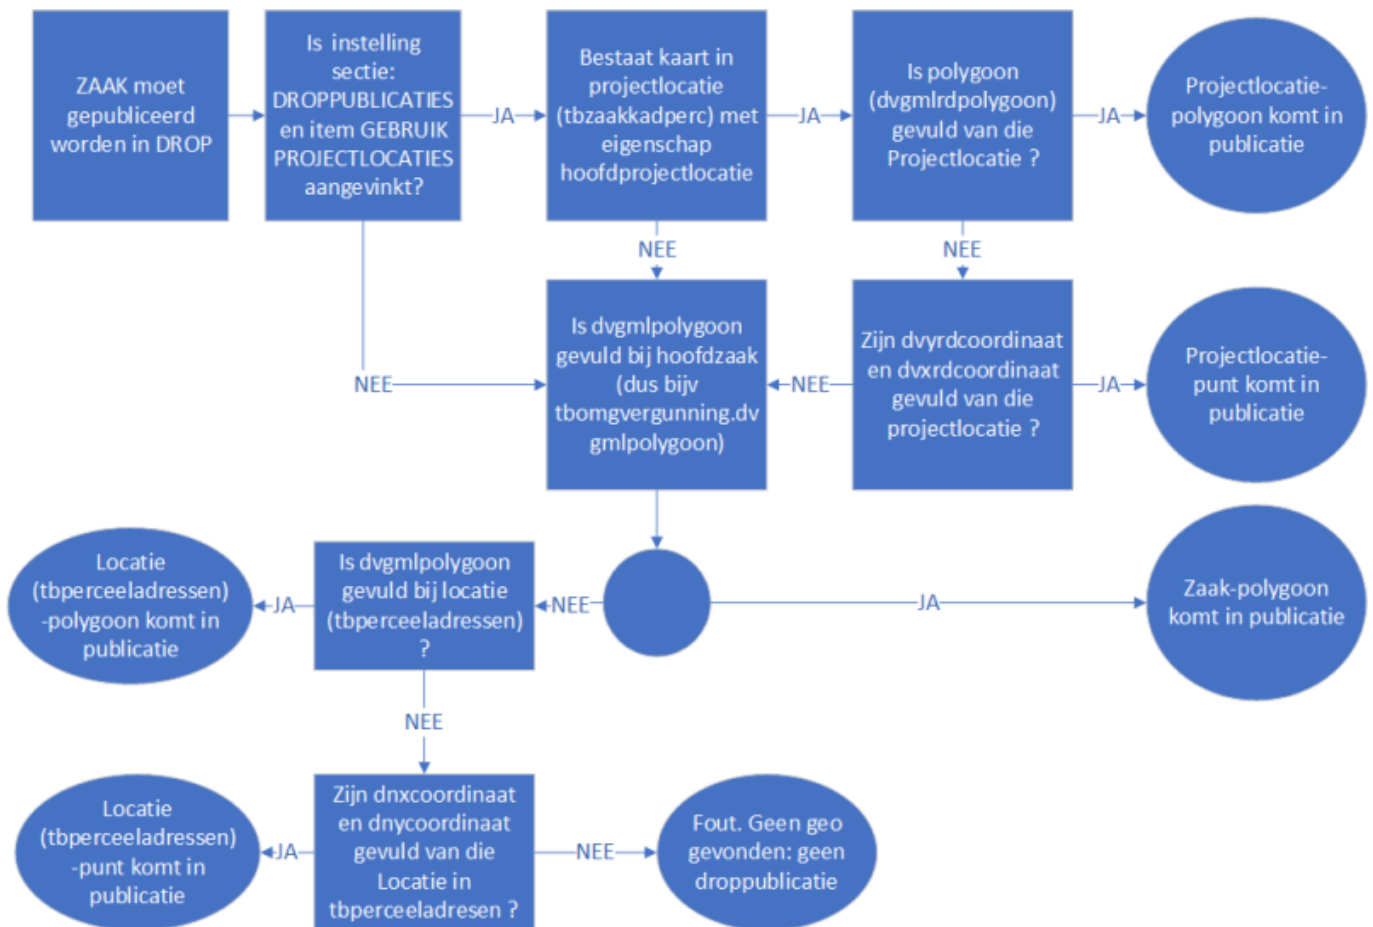 ZAAK moet
gepubliceerd
worden in DROP
Is instelling
sectie:
DROPPUBLICATIES
en item GEBRUIK
PROJECTLOCATIES
aangevinkt?
JA
Bestaat kaart in
projectlocatie
(tbzaakkadperc) met
eigenschap
hoofdprojectlocatie
JA
Is polygoon
(dvgmlrdpolygoon)
gevuld van die
Projectlocatie ?
JA
Projectlocatie-
polygoon komt in
publicatie
NEE
NEE
NEE
Is dvgmlpolygoon
gevuld bij hoofdzaak
(dus bijv
tbomgvergunning.dv
gmlpolygoon)
NEE
Zijn dvyrdcoordinaat
en dvxrdcoordinaat
gevuld van die
projectlocatie ?
JA
Projectlocatie-
punt komt in
publicatie
Locatie
(tbperceeladressen)
-polygoon komt in
publicatie
JA
Is dvgmlpolygoon
gevuld bij locatie
(tbperceeladressen)
?
NEE
JA
Zaak-polygoon
komt in publicatie
NEE
Locatie
(tbperceeladressen)
-punt komt in
publicatie
JA
Zijn dnxcoordinaat
en dnycoordinaat
gevuld van die
Locatie in
tbperceeladresen ?
NEE
Fout. Geen geo
gevonden: geen
droppublicatie